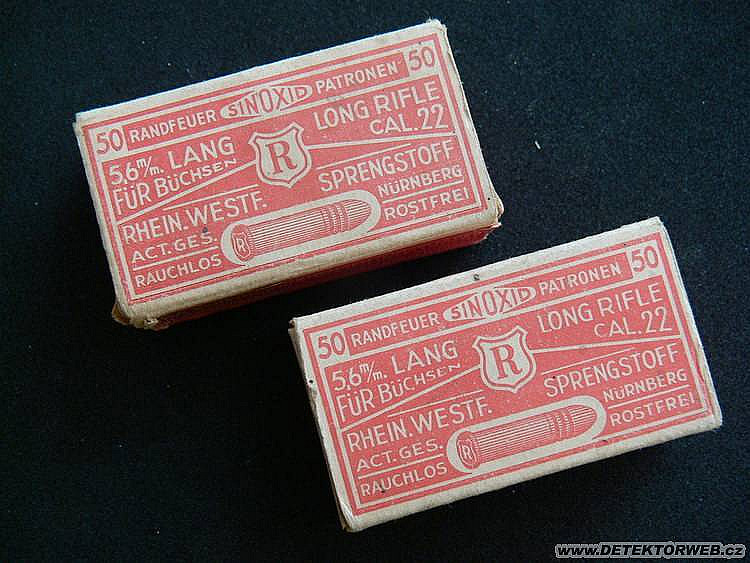 50 RANDFEUER SINOXID PATRONEN 50
5,6 m/m. LANG
FÜR BÜCHSEN
R
LONG RIFLE
CAL.22
RHEIN.WESTF. SPRENGSTOFF
ACT.GES. NÜRNBERG
RAUCHLOS R ROSTFREI
50 RANDFEUER SINOXID PATRONEN 50
5,6 m/m. LANG
FÜR BÜCHSEN
R
LONG RIFLE
CAL.22
RHEIN.WESTF. SPRENGSTOFF
ACT.GES. NÜRNBERG
RAUCHLOS R ROSTFREI
www.DETEKTORWEB.cz